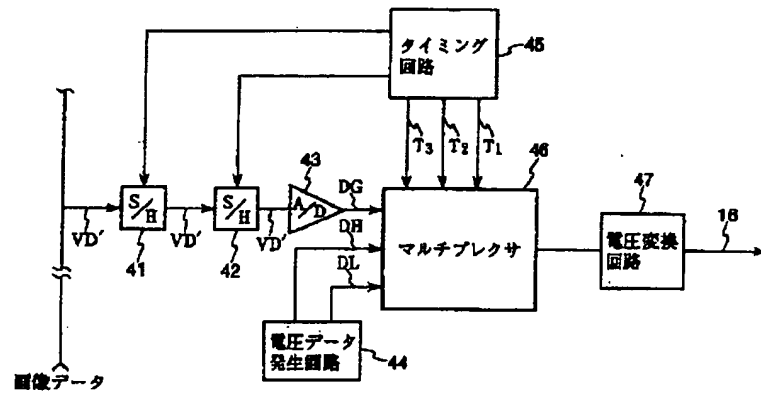 タイミング
回路
45
T3
T2
T1
46
43
47
S/H
S/H
A/D
DG
DH
DL
VD'
VD'
VD'
41
42
マルチプレクサ
電圧変換
回路
16
電圧データ
発生回路
44
画像データ